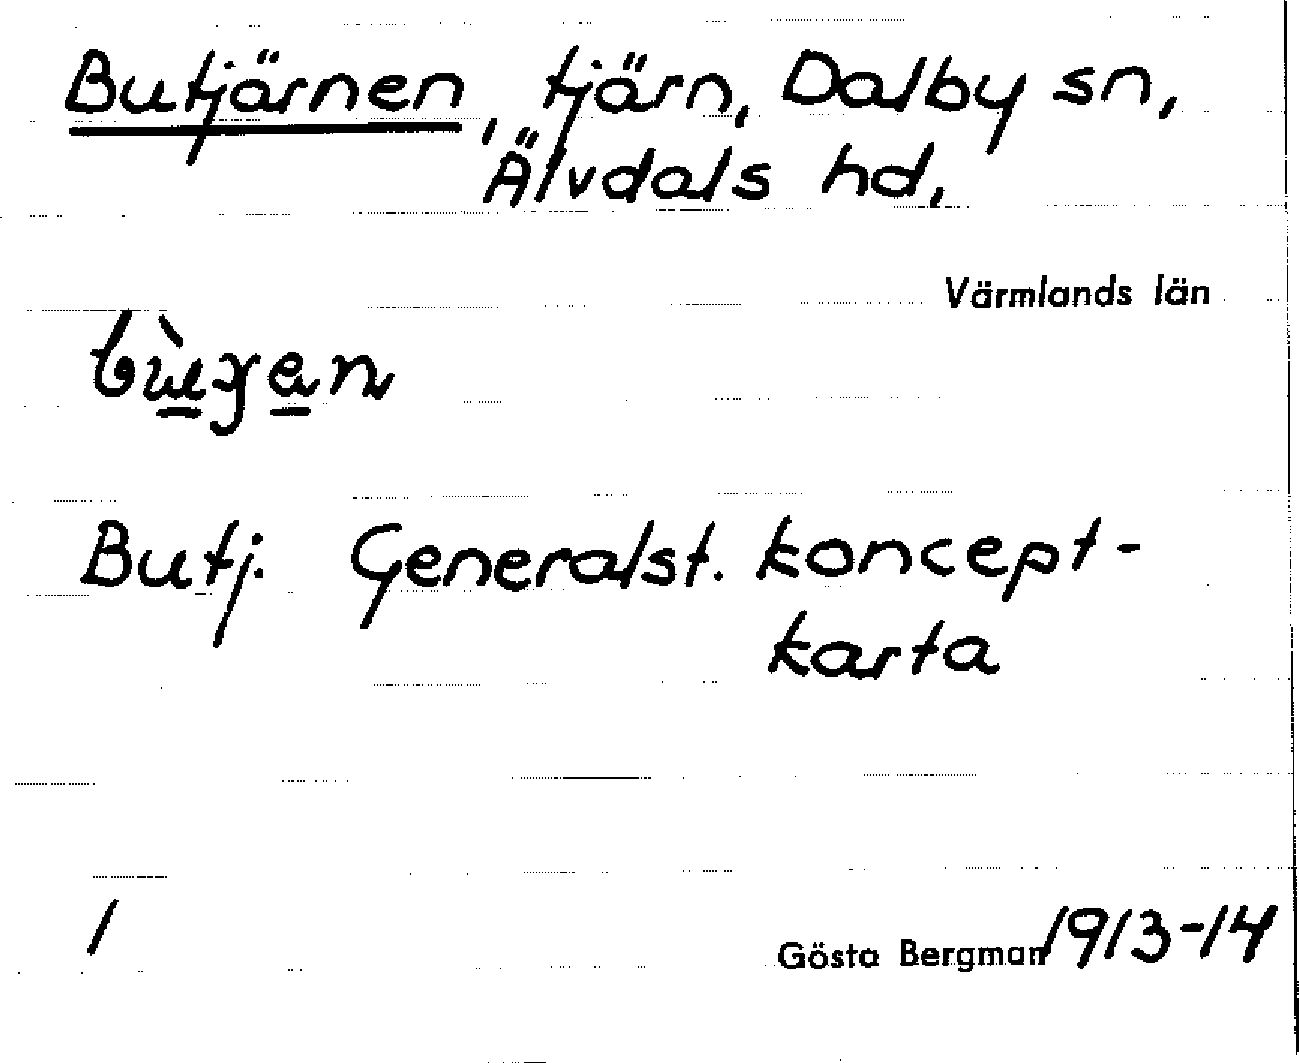 Butjärnen, tjärn, Dalby sn,
Älvdals hd,
Värmlands län
Butj. Generalst. koncept-
karta
1
Gösta Bergman 1913-14